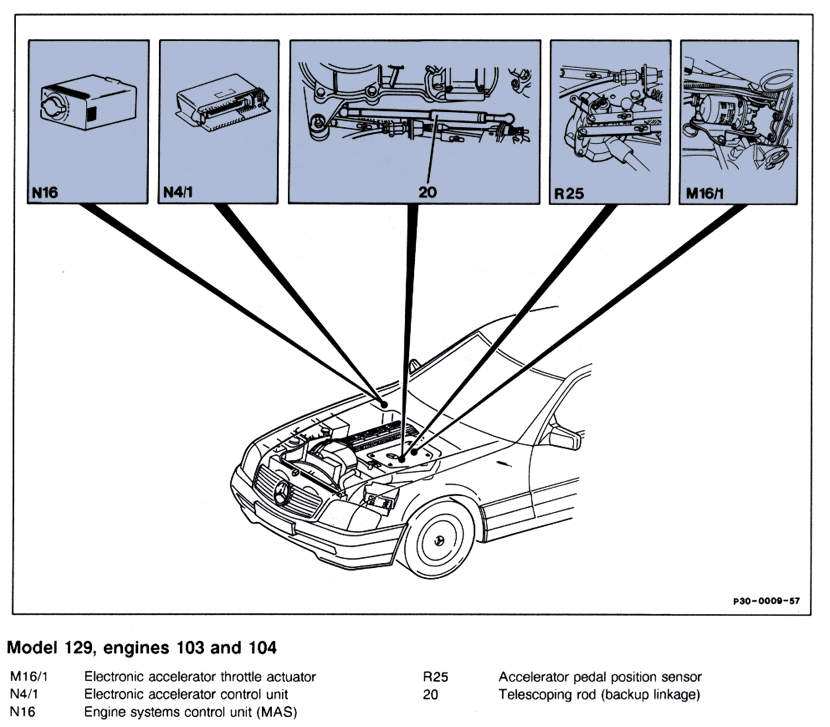 N16
N4/1
20
R25
M16/1
P30-0009-57
Model 129, engines 103 and 104
M16/1 Electronic accelerator throttle actuator
N4/1 Electronic accelerator control unit
N16 Engine systems control unit (MAS)
R25 Accelerator pedal position sensor
20 Telescoping rod (backup linkage)